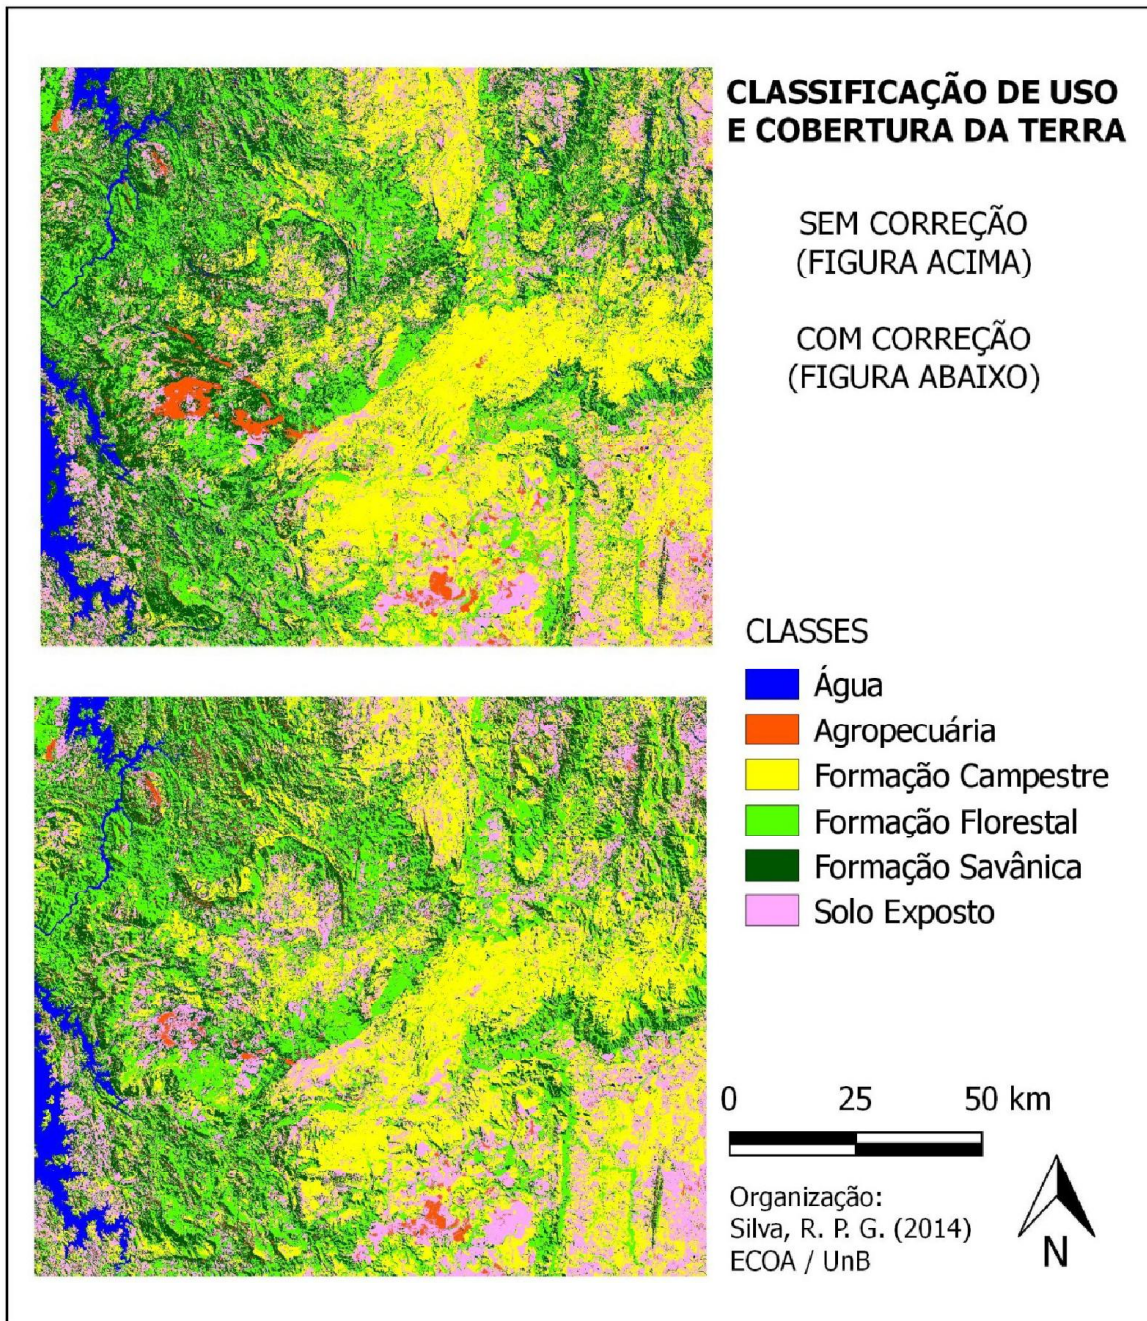 CLASSIFICAÇÃO DE USO
E COBERTURA DA TERRA
SEM CORREÇÃO
(FIGURA ACIMA)
COM CORREÇÃO
(FIGURA ABAIXO)
CLASSES
Água
Agropecuária
Formação Campestre
Formação Florestal
Formação Savânica
Solo Exposto
0 25 50 km
Organização:
Silva, R. P. G. (2014)
ECOA / UnB
N